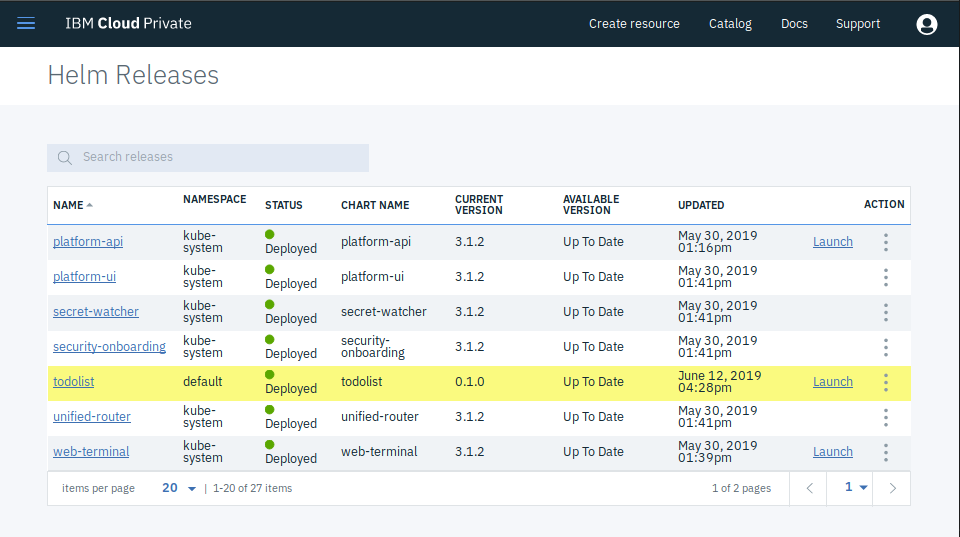 IBM Cloud Private
Create resource Catalog Docs Support
Helm Releases
Search releases
NAME NAMESPACE STATUS CHART NAME CURRENT VERSION AVAILABLE VERSION UPDATED ACTION
platform-api kube-system Deployed platform-api 3.1.2 Up To Date May 30, 2019 01:16pm Launch
platform-ui kube-system Deployed platform-ui 3.1.2 Up To Date May 30, 2019 01:41pm
secret-watcher kube-system Deployed secret-watcher 3.1.2 Up To Date May 30, 2019 01:41pm
security-onboarding kube-system Deployed security-onboarding 3.1.2 Up To Date May 30, 2019 01:41pm
todolist default Deployed todolist 0.1.0 Up To Date June 12, 2019 04:28pm Launch
unified-router kube-system Deployed unified-router 3.1.2 Up To Date May 30, 2019 01:41pm
web-terminal kube-system Deployed web-terminal 3.1.2 Up To Date May 30, 2019 01:39pm Launch
items per page 20 | 1-20 of 27 items 1 of 2 pages 1